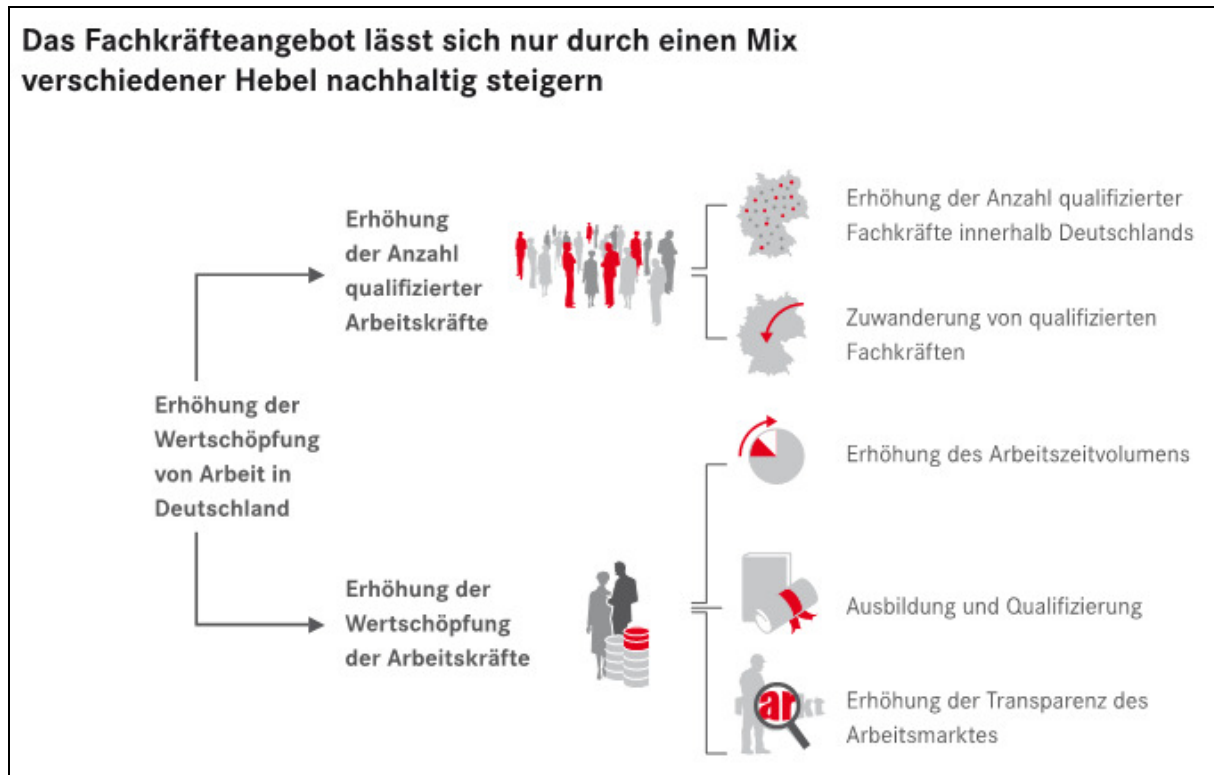 Das Fachkräfteangebot lässt sich nur durch einen Mix
verschiedener Hebel nachhaltig steigern
Erhöhung der
Wertschöpfung
von Arbeit in
Deutschland
Erhöhung
der Anzahl
qualifizierter
Arbeitskräfte
Erhöhung der Anzahl qualifizierter
Fachkräfte innerhalb Deutschlands
Zuwanderung von qualifizierten
Fachkräften
Erhöhung der
Wertschöpfung
der Arbeitskräfte
Erhöhung des Arbeitszeitvolumens
Ausbildung und Qualifizierung
arkt
Erhöhung der Transparenz des
Arbeitsmarktes